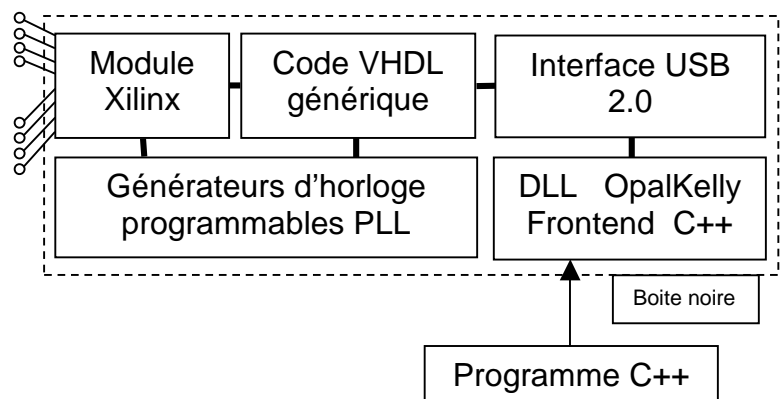 Module
Xilinx
Code VHDL
générique
Interface USB
2.0
Générateurs d’horloge
programmables PLL
DLL OpalKelly
Frontend C++
Boite noire
Programme C++